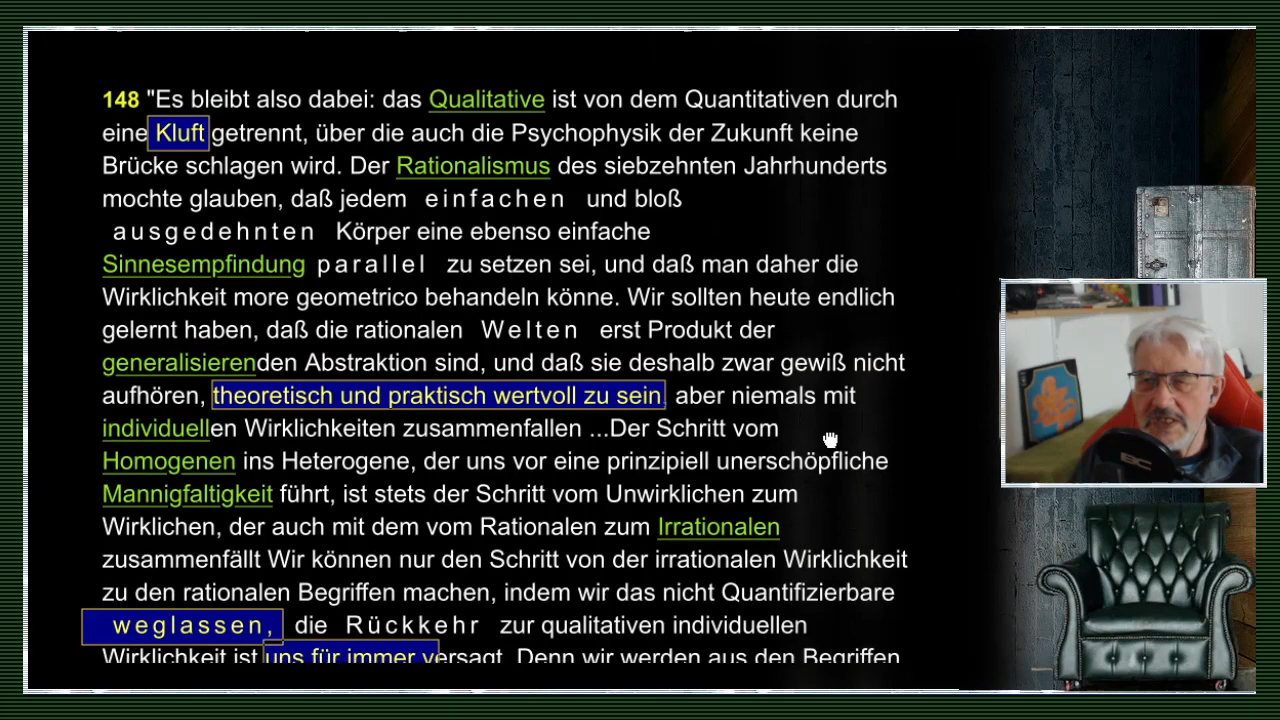 148 "Es bleibt also dabei: das Qualitative ist von dem Quantitativen durch
eine Kluft getrennt, über die auch die Psychophysik der Zukunft keine
Brücke schlagen wird. Der Rationalismus des siebzehnten Jahrhunderts
mochte glauben, daß jedem einfachen und bloß
ausgedehnten Körper eine ebenso einfache
Sinnesempfindung parallel zu setzen sei, und daß man daher die
Wirklichkeit more geometrico behandeln könne. Wir sollten heute endlich
gelernt haben, daß die rationalen Welten erst Produkt der
generalisierenden Abstraktion sind, und daß sie deshalb zwar gewiß nicht
aufhören, theoretisch und praktisch wertvoll zu sein, aber niemals mit
individuellen Wirklichkeiten zusammenfallen ...Der Schritt vom
Homogenen ins Heterogene, der uns vor eine prinzipiell unerschöpfliche
Mannigfaltigkeit führt, ist stets der Schritt vom Unwirklichen zum
Wirklichen, der auch mit dem vom Rationalen zum Irrationalen
zusammenfällt Wir können nur den Schritt von der irrationalen Wirklichkeit
zu den rationalen Begriffen machen, indem wir das nicht Quantifizierbare
weglassen, die Rückkehr zur qualitativen individuellen
Wirklichkeit ist uns für immer versagt. Denn wir werden aus den Begriffen